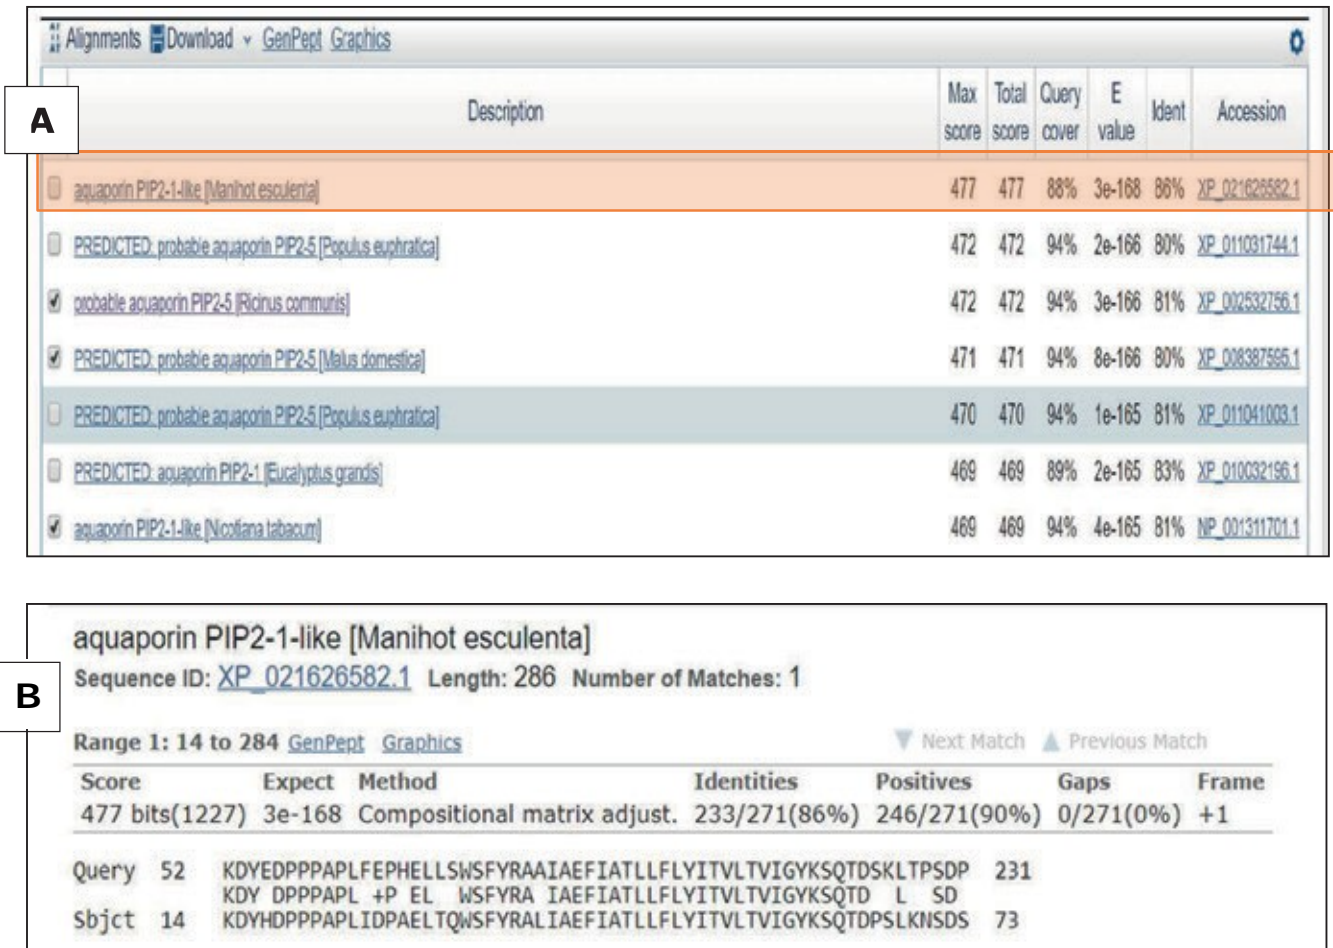 Alignments Download GenPept Graphics
A
Description Max score Total score Query cover E value Ident Accession
aquaporin PIP2-1-like [Manihot esculenta] 477 477 88% 3e-168 86% XP_021626582.1
PREDICTED: probable aquaporin PIP2-5 [Populus euphratica] 472 472 94% 2e-166 80% XP_011031744.1
probable aquaporin PIP2-5 [Ricinus communis] 472 472 94% 3e-166 81% XP_002532756.1
PREDICTED: probable aquaporin PIP2-5 [Malus domestica] 471 471 94% 8e-166 80% XP_008387595.1
PREDICTED: probable aquaporin PIP2-5 [Populus euphratica] 470 470 94% 1e-165 81% XP_011041003.1
PREDICTED: aquaporin PIP2-1 [Eucalyptus grandis] 469 469 89% 2e-165 83% XP_010032196.1
aquaporin PIP2-1-like [Nicotiana tabacum] 469 469 94% 4e-165 81% NP_001311701.1
B
aquaporin PIP2-1-like [Manihot esculenta]
Sequence ID: XP_021626582.1 Length: 286 Number of Matches: 1
Range 1: 14 to 284 GenPept Graphics Next Match Previous Match
Score Expect Method Identities Positives Gaps Frame
477 bits(1227) 3e-168 Compositional matrix adjust. 233/271(86%) 246/271(90%) 0/271(0%) +1
Query 52 KDYEDPPPAPLFEPHELLSWSFYRAAIAEFIATLLFLYITVLTVIGYKSQTDSKLTPSDP 231
KDY DPPPAPL +P EL WSFYRA IAEFIATLLFLYITVLTVIGYKSQTD L SD
Sbjct 14 KDYHDPPPAPLIDPAELTQWSFYRALIAEFIATLLFLYITVLTVIGYKSQTDPSLKNSDS 73